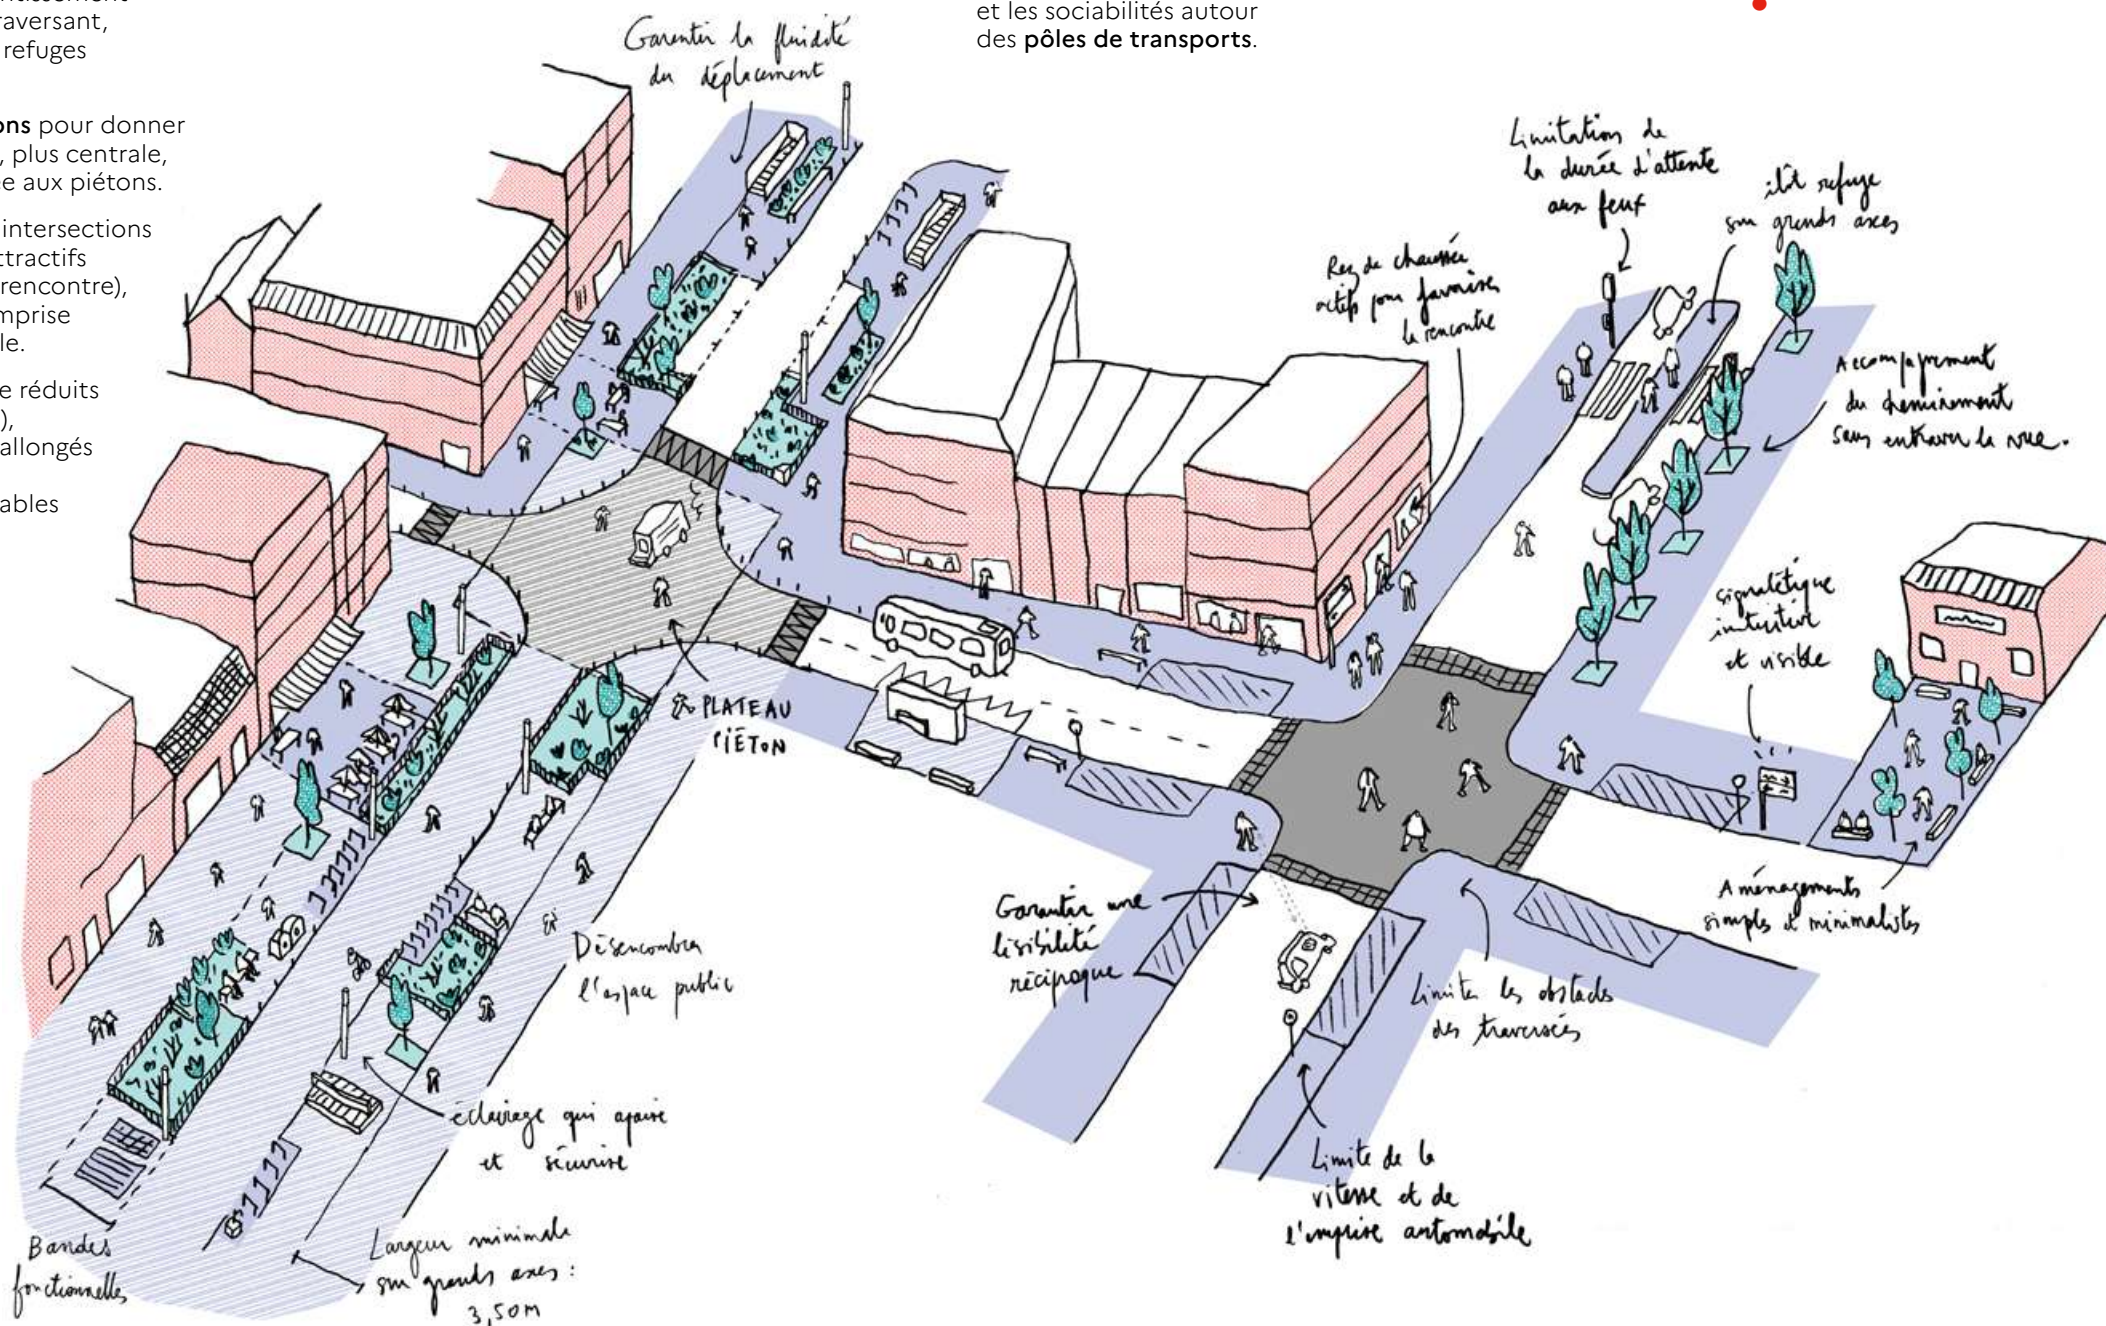 raversant,
refuges
ons pour donner
, plus centrale,
ée aux piétons.
intersections
ttractifs
rencontre),
mprise
le.
e réduits
),
allongés
ables
et les sociabilités autour
des pôles de transports.
Garantir la fluidité
du déplacement
Limitation de
la durée d'attente
aux feux
îlôt refuge
sur grands axes
Rez de chaussée
actifs pour favoriser
la rencontre
Accompagnement
du cheminement
sans entraver la vue.
signalétique
intuitive
et visible
PLATEAU
PIÉTON
Aménagements
simples et minimalistes
Garantir une
lisibilité
réciproque
Désencombrer
l'espace public
Limiter les obstacles
des traversées
éclairage qui apaise
et sécurise
Limite de la
vitesse et de
l'emprise automobile
Bandes
fonctionnelles
Largeur minimale
sur grands axes :
3,50M